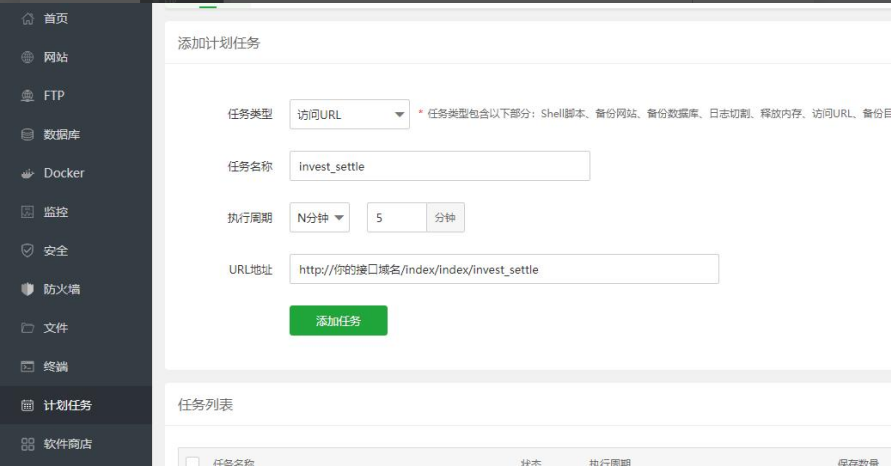 首页
网站
FTP
数据库
Docker
监控
安全
防火墙
文件
终端
计划任务
软件商店
添加计划任务
任务类型 访问URL * 任务类型包含以下部分：Shell脚本、备份网站、备份数据库、日志切割、释放内存、访问URL、备份目
任务名称 invest_settle
执行周期 N分钟 5 分钟
URL地址 http://你的接口域名/index/index/invest_settle
添加任务
任务列表
任务名称 状态 执行周期 保存数量